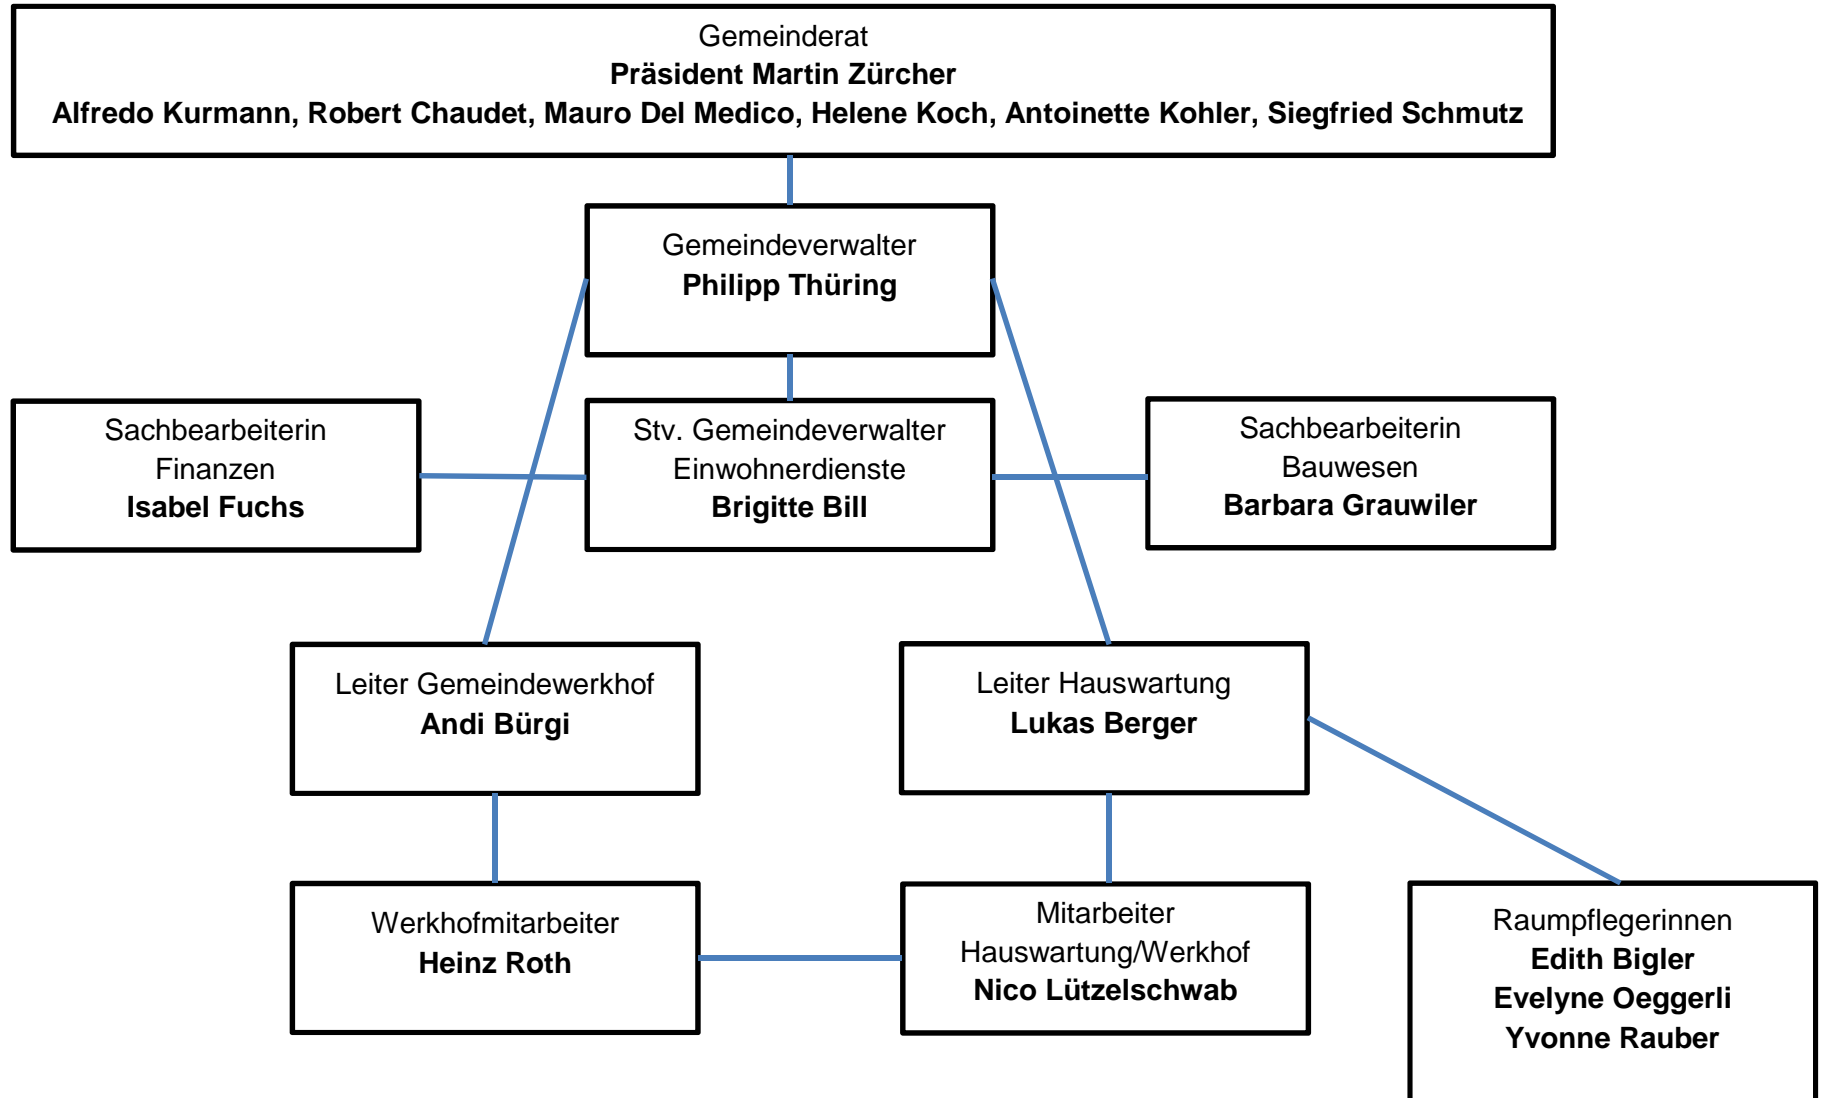 Gemeinderat
Präsident Martin Zürcher
Alfredo Kurmann, Robert Chaudet, Mauro Del Medico, Helene Koch, Antoinette Kohler, Siegfried Schmutz
Gemeindeverwalter
Philipp Thüring
Sachbearbeiterin
Finanzen
Isabel Fuchs
Stv. Gemeindeverwalter
Einwohnerdienste
Brigitte Bill
Sachbearbeiterin
Bauwesen
Barbara Grauwiler
Leiter Gemeindewerkhof
Andi Bürgi
Leiter Hauswartung
Lukas Berger
Werkhofmitarbeiter
Heinz Roth
Mitarbeiter
Hauswartung/Werkhof
Nico Lützelschwab
Raumpflegerinnen
Edith Bigler
Evelyne Oeggerli
Yvonne Rauber